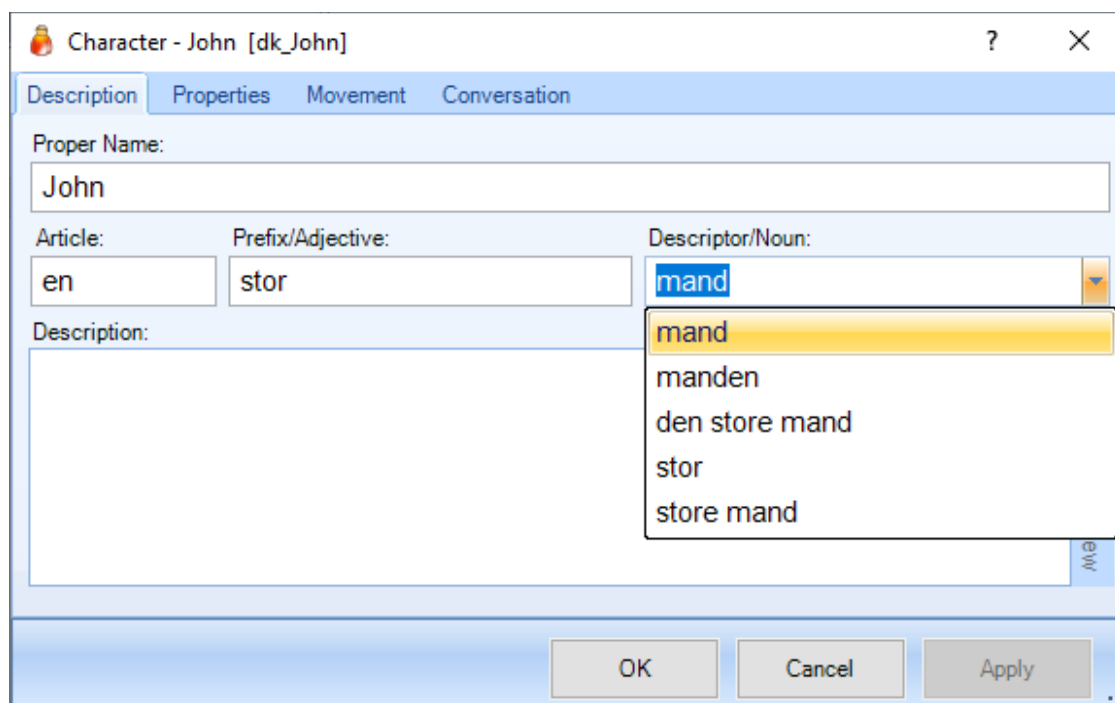 Character - John [dk_John] ?
Description Properties Movement Conversation
Proper Name:
John
Article: Prefix/Adjective: Descriptor/Noun:
en stor mand
Description:
mand
manden
den store mand
stor
store mand
ew
OK Cancel Apply